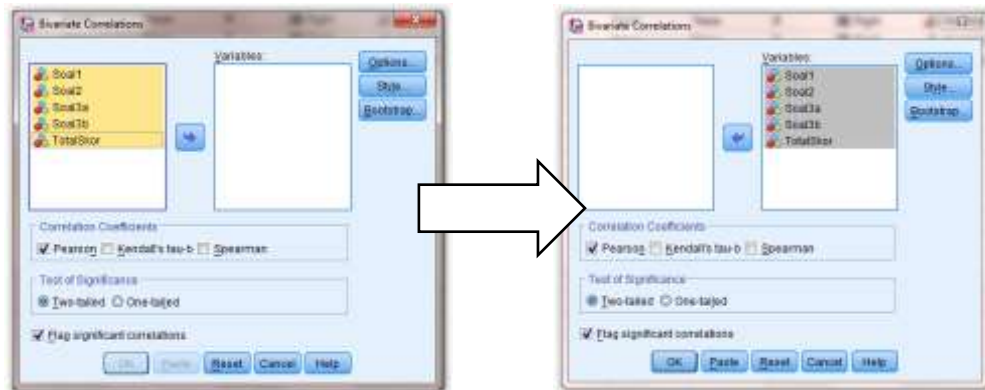 Bivariate Correlations
Variables:
Soal1
Soal2
Soal3a
Soal3b
TotalSkor
Options...
Style...
Bootstrap...
Correlation Coefficients
Pearson Kendall's tau-b Spearman
Test of Significance
Two-tailed One-tailed
Flag significant correlations
OK Paste Reset Cancel Help
Bivariate Correlations
Variables:
Soal1
Soal2
Soal3a
Soal3b
TotalSkor
Options...
Style...
Bootstrap...
Correlation Coefficients
Pearson Kendall's tau-b Spearman
Test of Significance
Two-tailed One-tailed
Flag significant correlations
OK Paste Reset Cancel Help